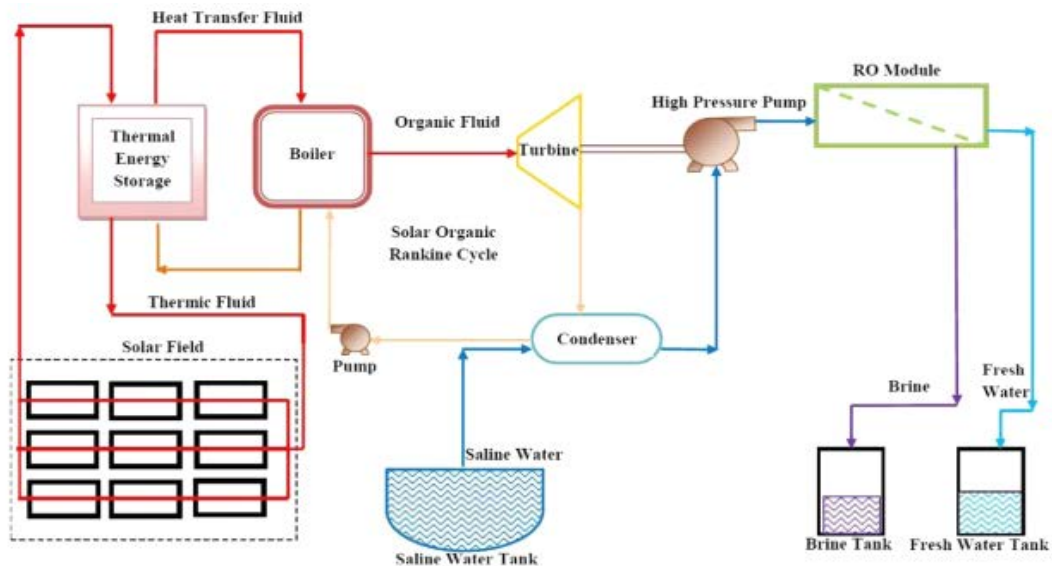 Heat Transfer Fluid
RO Module
High Pressure Pump
Thermal
Energy
Storage
Boiler
Organic Fluid
Turbine
Solar Organic
Rankine Cycle
Thermic Fluid
Solar Field
Condenser
Pump
Brine
Fresh
Water
Saline Water
Saline Water Tank
Brine Tank
Fresh Water Tank